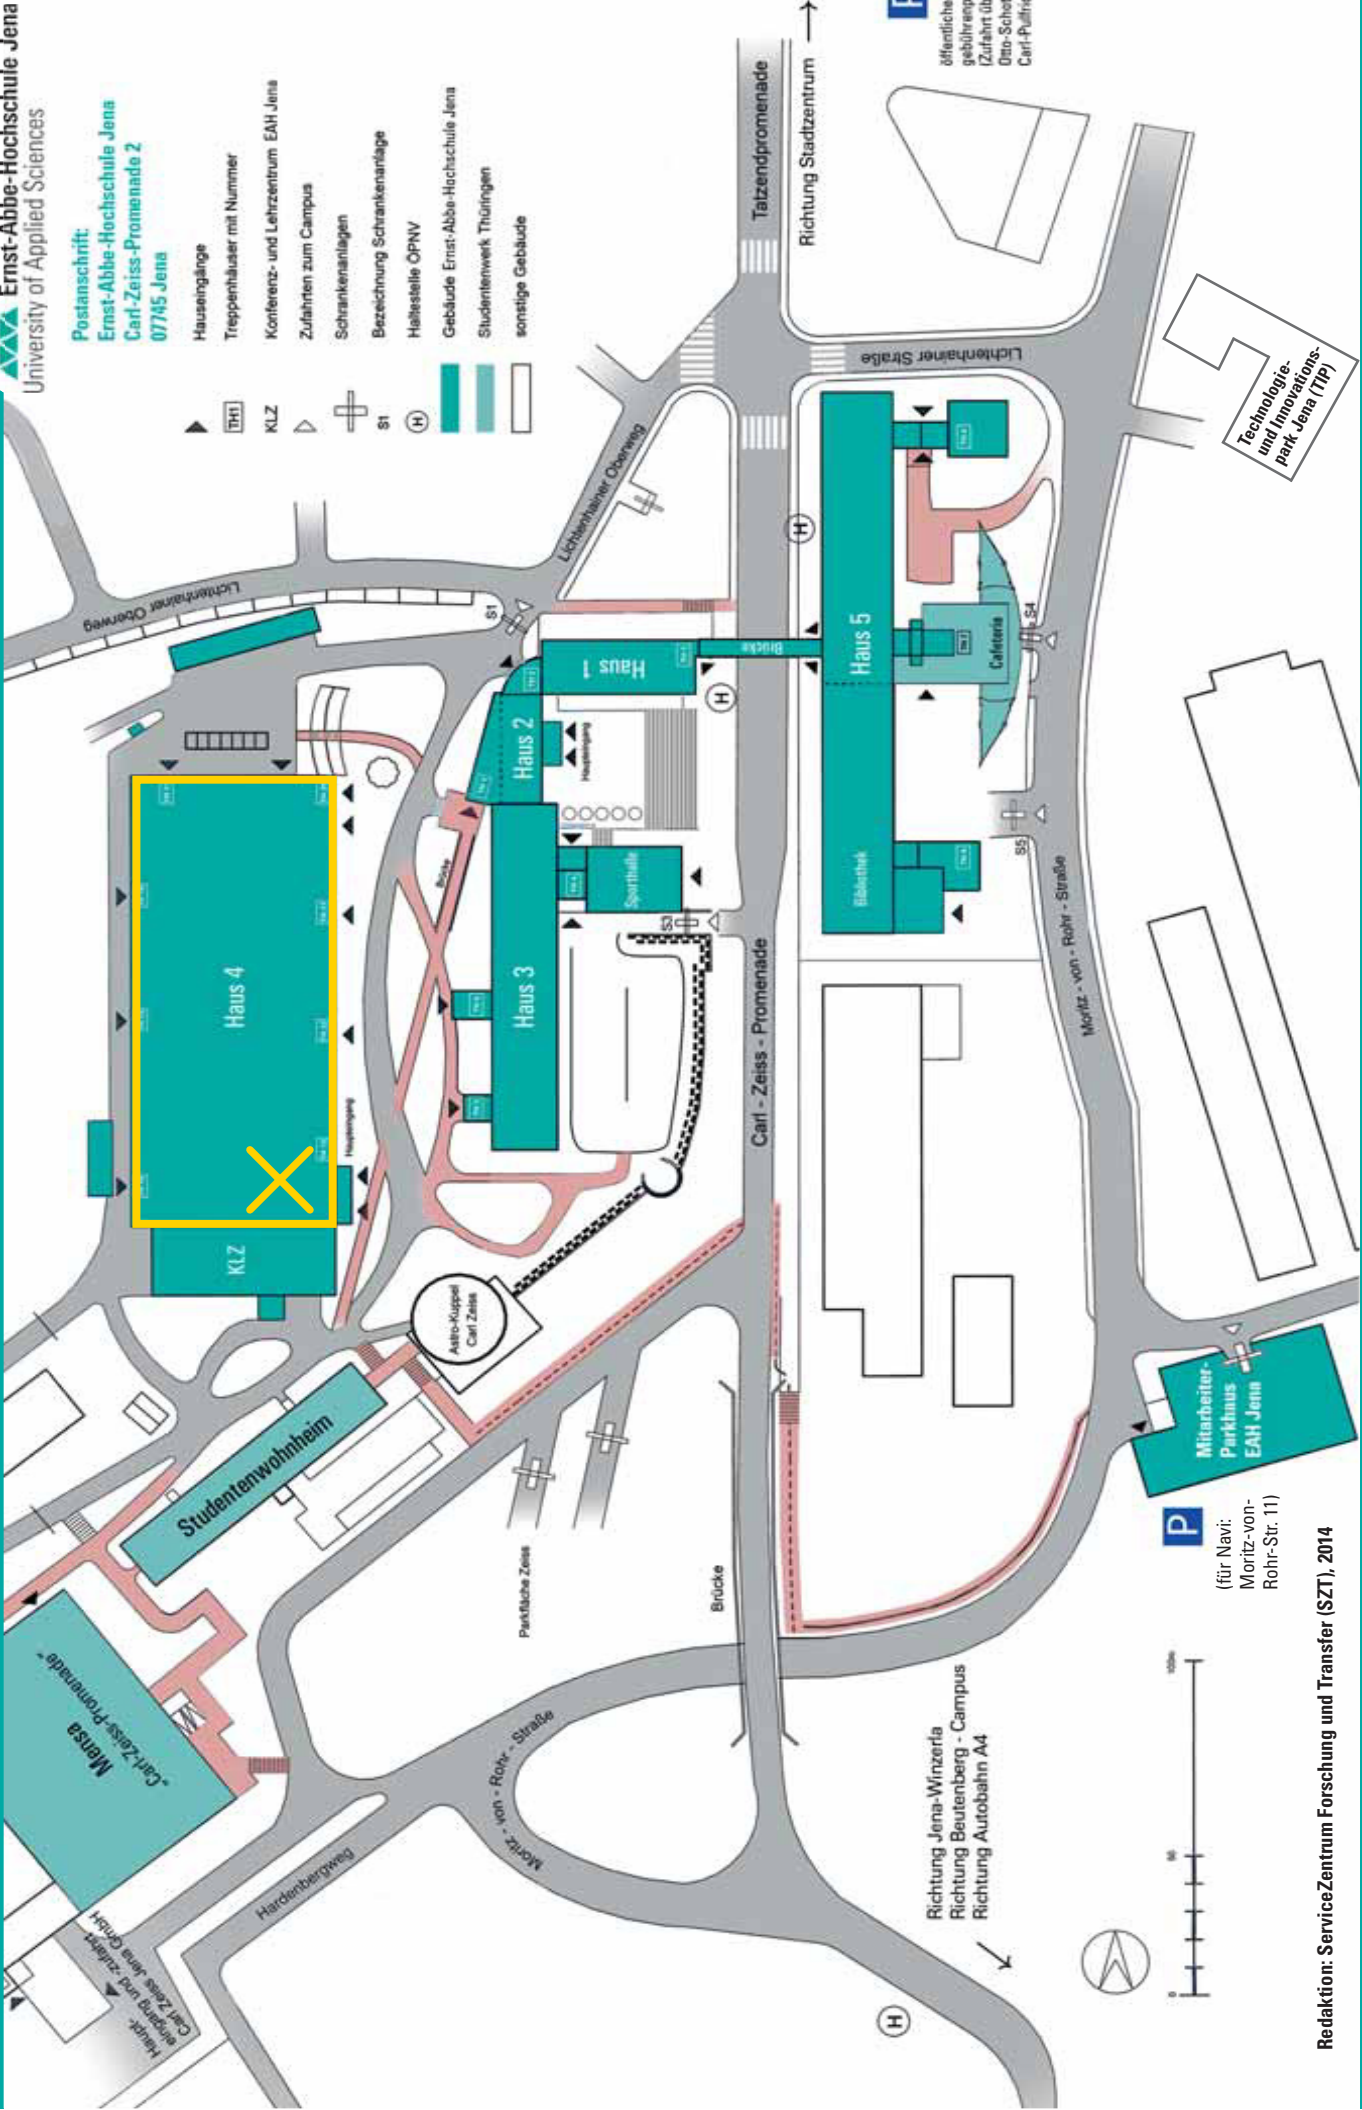 Ernst-Abbe-Hochschule Jena
University of Applied Sciences
Postanschrift:
Ernst-Abbe-Hochschule Jena
Carl-Zeiss-Promenade 2
07745 Jena
Hauseingänge
TH1 Treppenhäuser mit Nummer
KLZ Konferenz- und Lehrzentrum EAH Jena
Zufahrten zum Campus
Schrankenanlagen
S1 Bezeichnung Schrankenanlage
H Haltestelle ÖPNV
Gebäude Ernst-Abbe-Hochschule Jena
Studentenwerk Thüringen
sonstige Gebäude
Lichtenhainer Oberweg
Lichtenhainer Oberweg
S1
Haus 4
Haupteingang
KLZ
Haus 1
Haus 2
Haupteingang
Brücke
Haus 3
Sporthalle
S3
Brücke
H
H
Tatzendpromenade
Richtung Stadtzentrum
P
öffentliche
Lichtenhainer Straße
Haus 5
Bibliothek
Cafeteria
S4
S5
Carl - Zeiss - Promenade
Moritz - von - Rohr - Straße
Technologie-
und Innovations-
park Jena (TIP)
Astro-Kuppel
Carl Zeiss
Studentenwohnheim
Mensa
„Carl-Zeiss-Promenade“
Parkfläche Zeiss
Brücke
Moritz - von - Rohr - Straße
Hardenbergweg
Haupt-
eingang und -zufahrt
Carl Zeiss Jena GmbH
Mitarbeiter-
Parkhaus
EAH Jena
P
(für Navi:
Moritz-von-
Rohr-Str. 11)
Richtung Jena-Winzerla
Richtung Beutenberg - Campus
Richtung Autobahn A4
H
0 50 100m
Redaktion: ServiceZentrum Forschung und Transfer (SZT), 2014